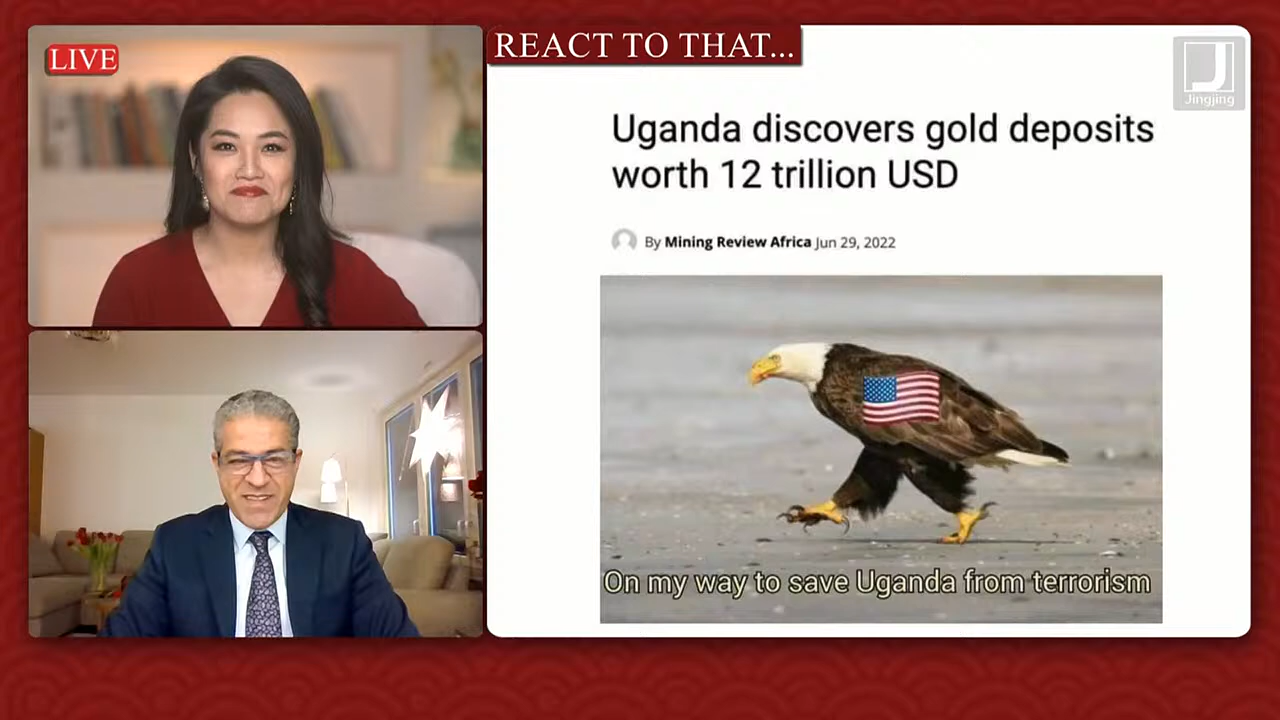 LIVE
REACT TO THAT...
Jingjing
Uganda discovers gold deposits
worth 12 trillion USD
By Mining Review Africa Jun 29, 2022
On my way to save Uganda from terrorism